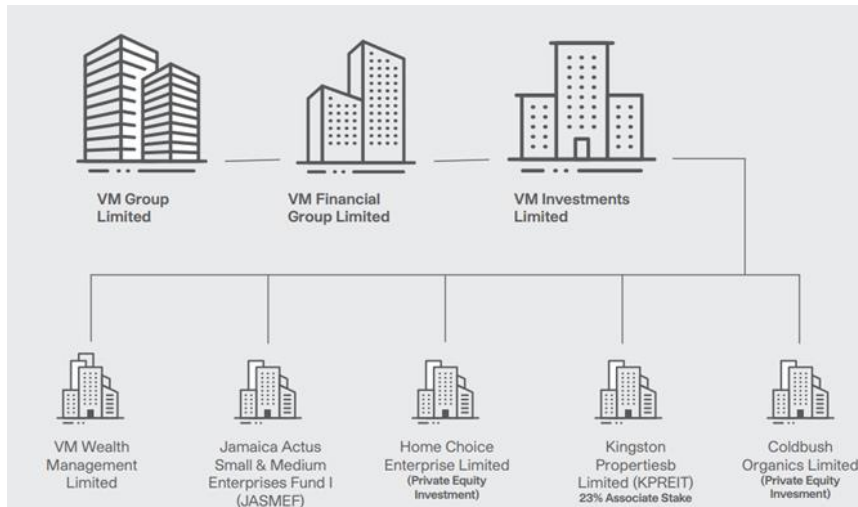 VM Group
Limited
VM Financial
Group Limited
VM Investments
Limited
VM Wealth
Management
Limited
Jamaica Actus
Small & Medium
Enterprises Fund I
(JASMEF)
Home Choice
Enterprise Limited
(Private Equity
Investment)
Kingston
Propertiesb
Limited (KPREIT)
23% Associate Stake
Coldbush
Organics Limited
(Private Equity
Invesment)